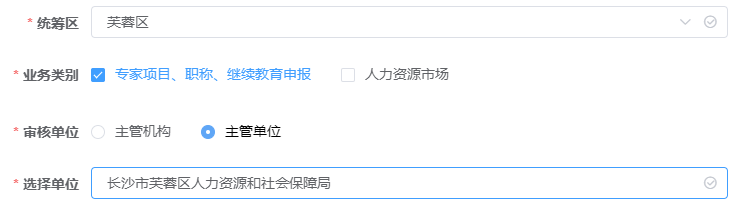 * 统筹区 芙蓉区
* 业务类别 专家项目、职称、继续教育申报 人力资源市场
* 审核单位 主管机构 主管单位
* 选择单位 长沙市芙蓉区人力资源和社会保障局